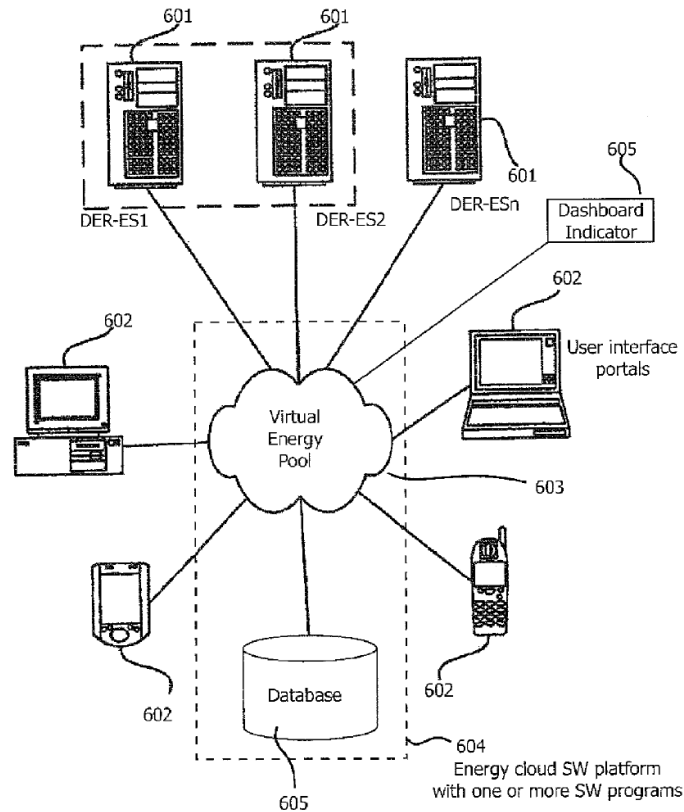 601
601
605
601
DER-ES1
DER-ES2
DER-ESn
Dashboard
Indicator
602
602
User interface
portals
Virtual
Energy
Pool
603
602
Database
602
604
605
Energy cloud SW platform
with one or more SW programs